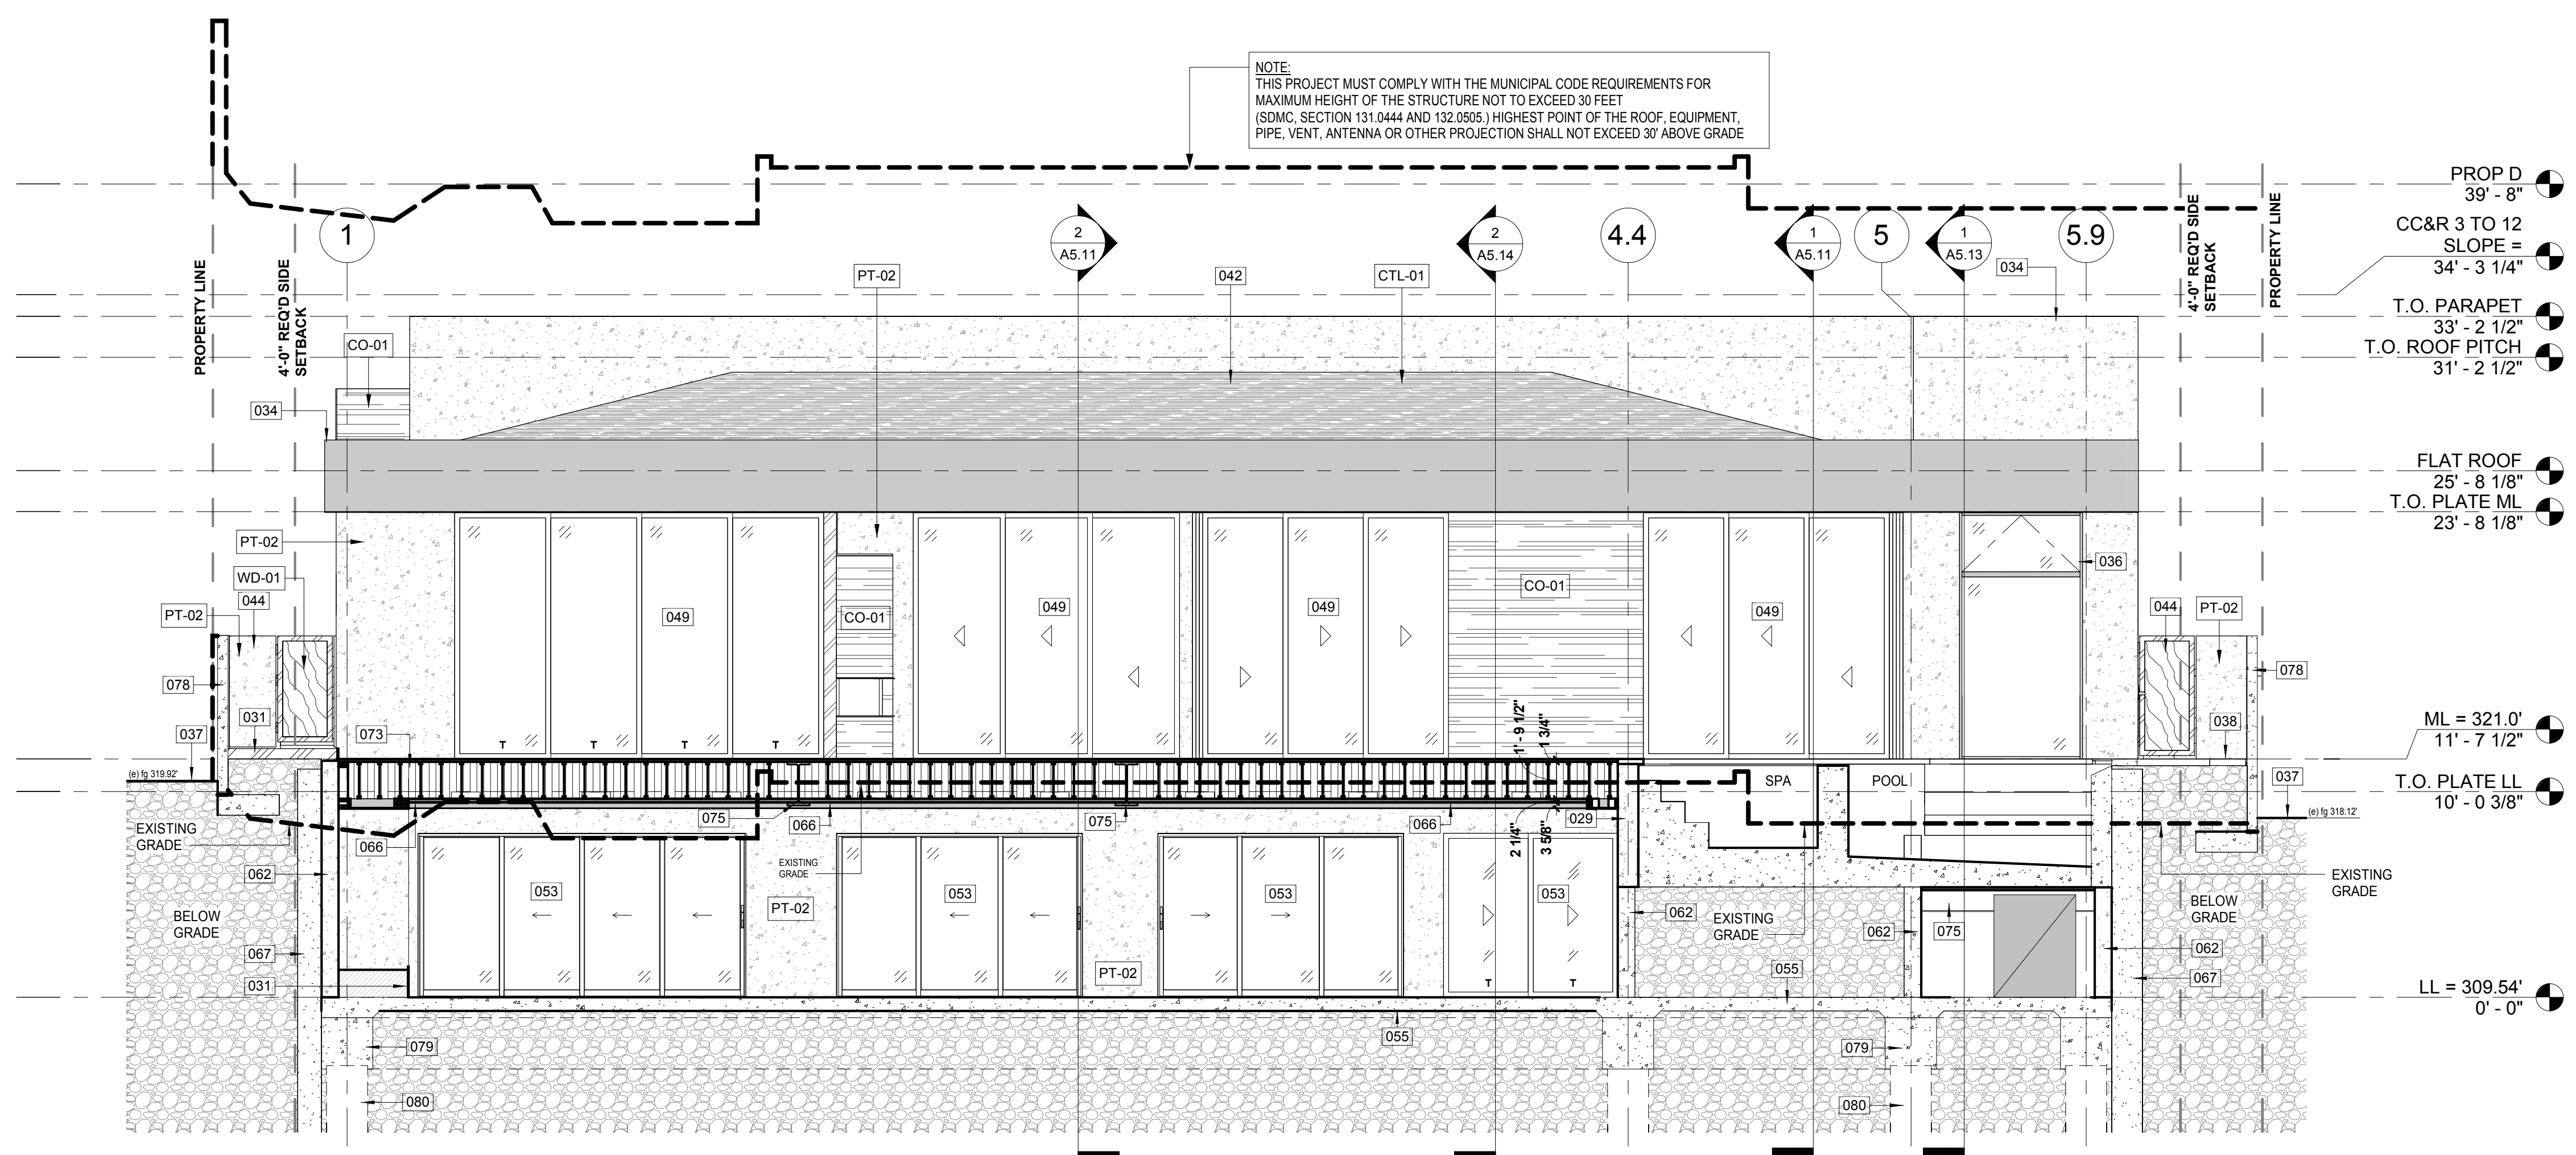 NOTE:
THIS PROJECT MUST COMPLY WITH THE MUNICIPAL CODE REQUIREMENTS FOR
MAXIMUM HEIGHT OF THE STRUCTURE NOT TO EXCEED 30 FEET
(SDMC, SECTION 131.0444 AND 132.0505.) HIGHEST POINT OF THE ROOF, EQUIPMENT,
PIPE, VENT, ANTENNA OR OTHER PROJECTION SHALL NOT EXCEED 30' ABOVE GRADE
PROP D
39' - 8"
CC&R 3 TO 12
SLOPE =
34' - 3 1/4"
T.O. PARAPET
33' - 2 1/2"
T.O. ROOF PITCH
31' - 2 1/2"
FLAT ROOF
25' - 8 1/8"
T.O. PLATE ML
23' - 8 1/8"
ML = 321.0'
11' - 7 1/2"
T.O. PLATE LL
10' - 0 3/8"
LL = 309.54'
0' - 0"
PROPERTY LINE
4'-0" REQ'D SIDE
SETBACK
1
2
A5.11
2
A5.14
4.4
1
A5.11
5
1
A5.13
5.9
4'-0" REQ'D SIDE
SETBACK
PROPERTY LINE
PT-02
042
CTL-01
034
CO-01
034
PT-02
WD-01
044
PT-02
078
031
037
073
(e) fg 319.92'
049
CO-01
049
049
CO-01
049
036
044
PT-02
078
038
037
(e) fg 318.12'
1' - 9 1/2"
1 3/4"
2 1/4"
3 5/8"
SPA
POOL
EXISTING
GRADE
066
075
066
075
066
029
EXISTING
GRADE
062
053
PT-02
053
053
053
BELOW
GRADE
067
031
PT-02
062
EXISTING
GRADE
062
075
062
067
BELOW
GRADE
EXISTING
GRADE
055
055
079
079
080
080
T
T
T
T
T
T